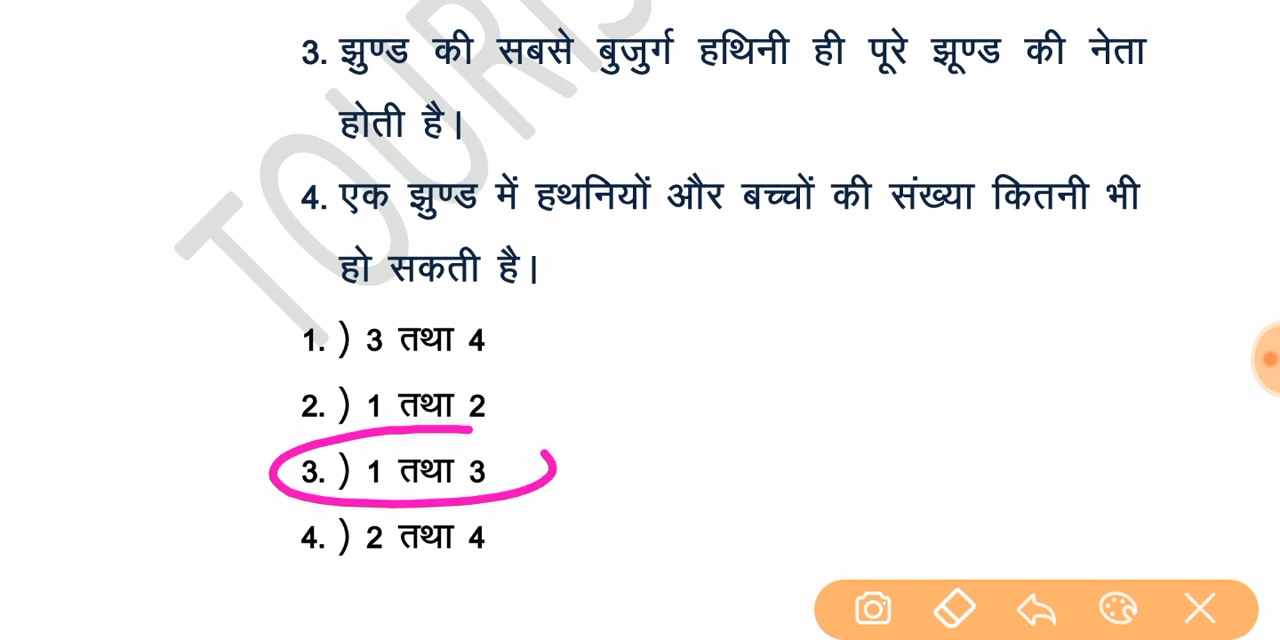 3. झुण्ड की सबसे बुजुर्ग हथिनी ही पूरे झूण्ड की नेता
होती है।
4. एक झुण्ड में हथनियों और बच्चों की संख्या कितनी भी
हो सकती है।
1. ) 3 तथा 4
2. ) 1 तथा 2
3. ) 1 तथा 3
4. ) 2 तथा 4